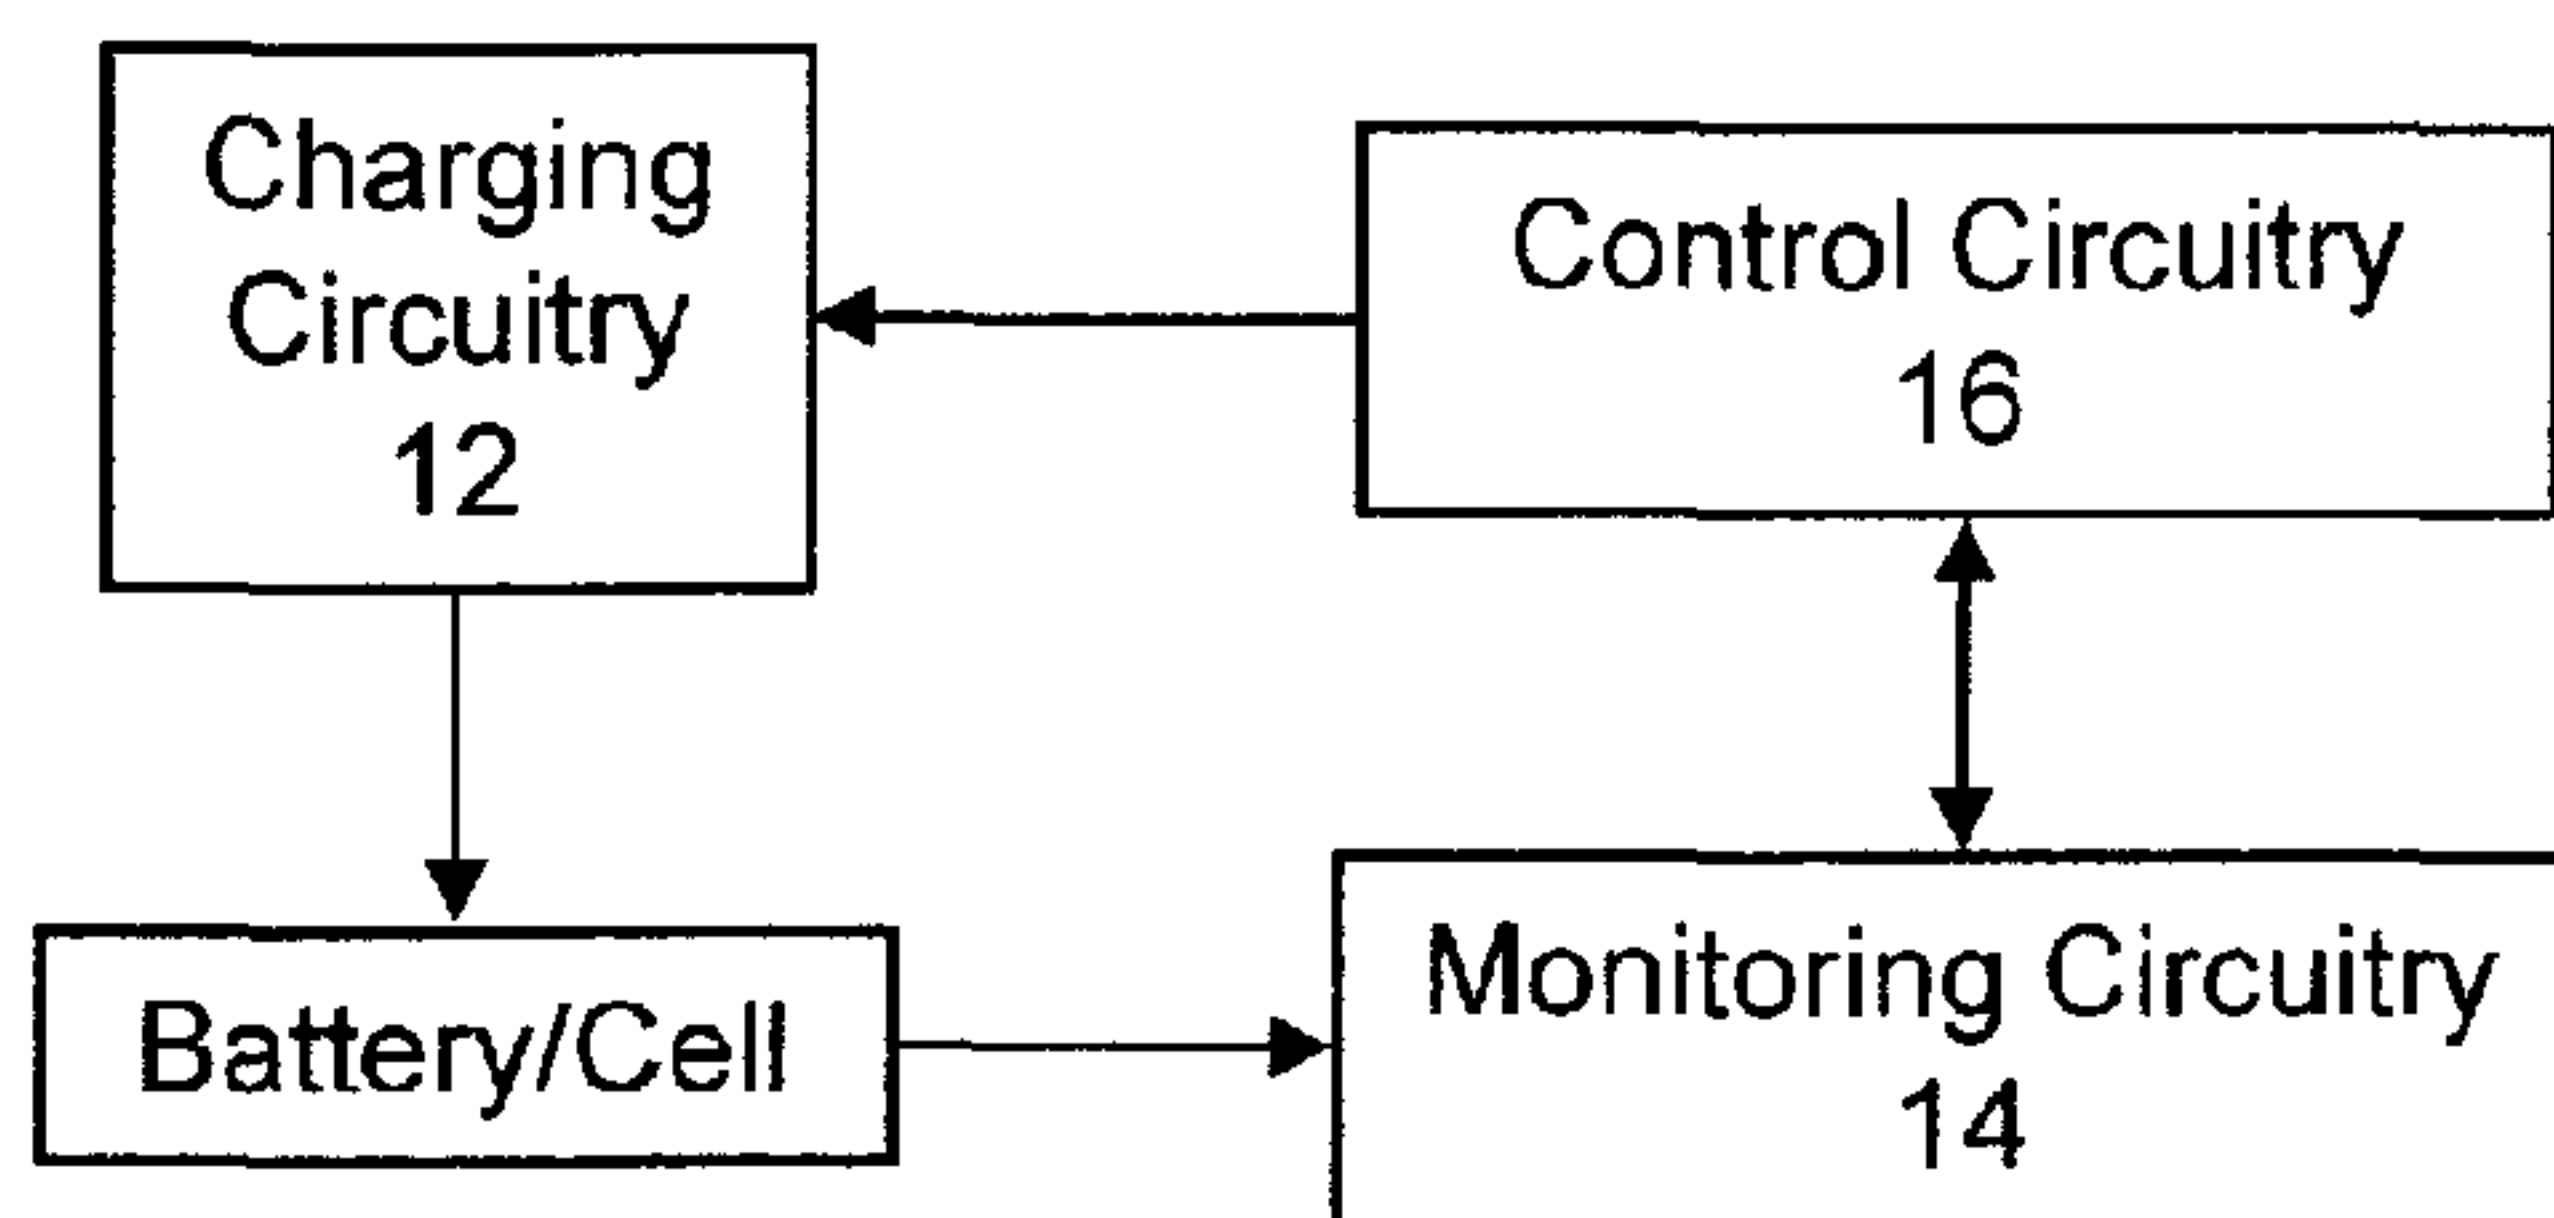 Charging
Circuitry
12
Control Circuitry
16
Battery/Cell
Monitoring Circuitry
14